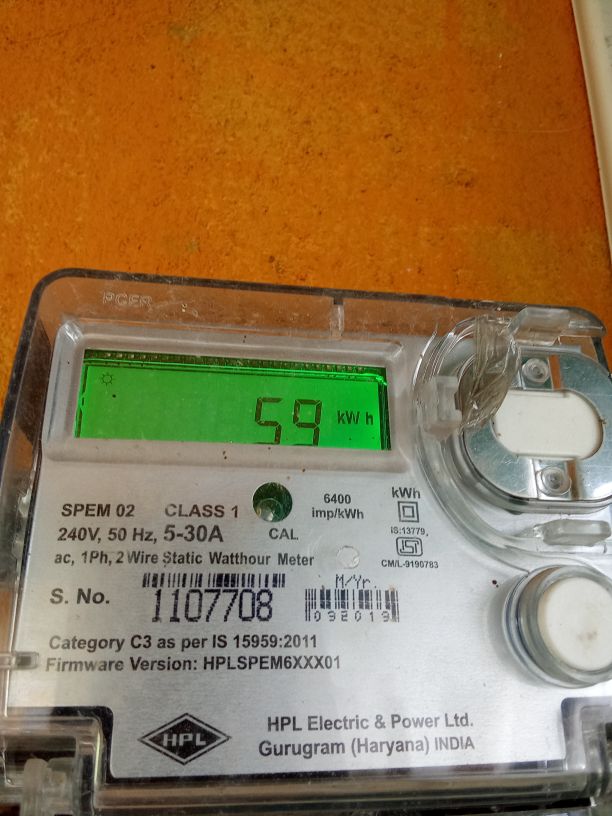 PGER
59 kW h
SPEM 02 CLASS 1
6400 imp/kWh
kWh
240V, 50 Hz, 5-30A CAL
IS:13779,
ac, 1Ph, 2 Wire Static Watthour Meter
CM/L-9190783
M/Yr.
S. No. 1107708
092019
Category C3 as per IS 15959:2011
Firmware Version: HPLSPEM6XXX01
HPL
HPL Electric & Power Ltd.
Gurugram (Haryana) INDIA